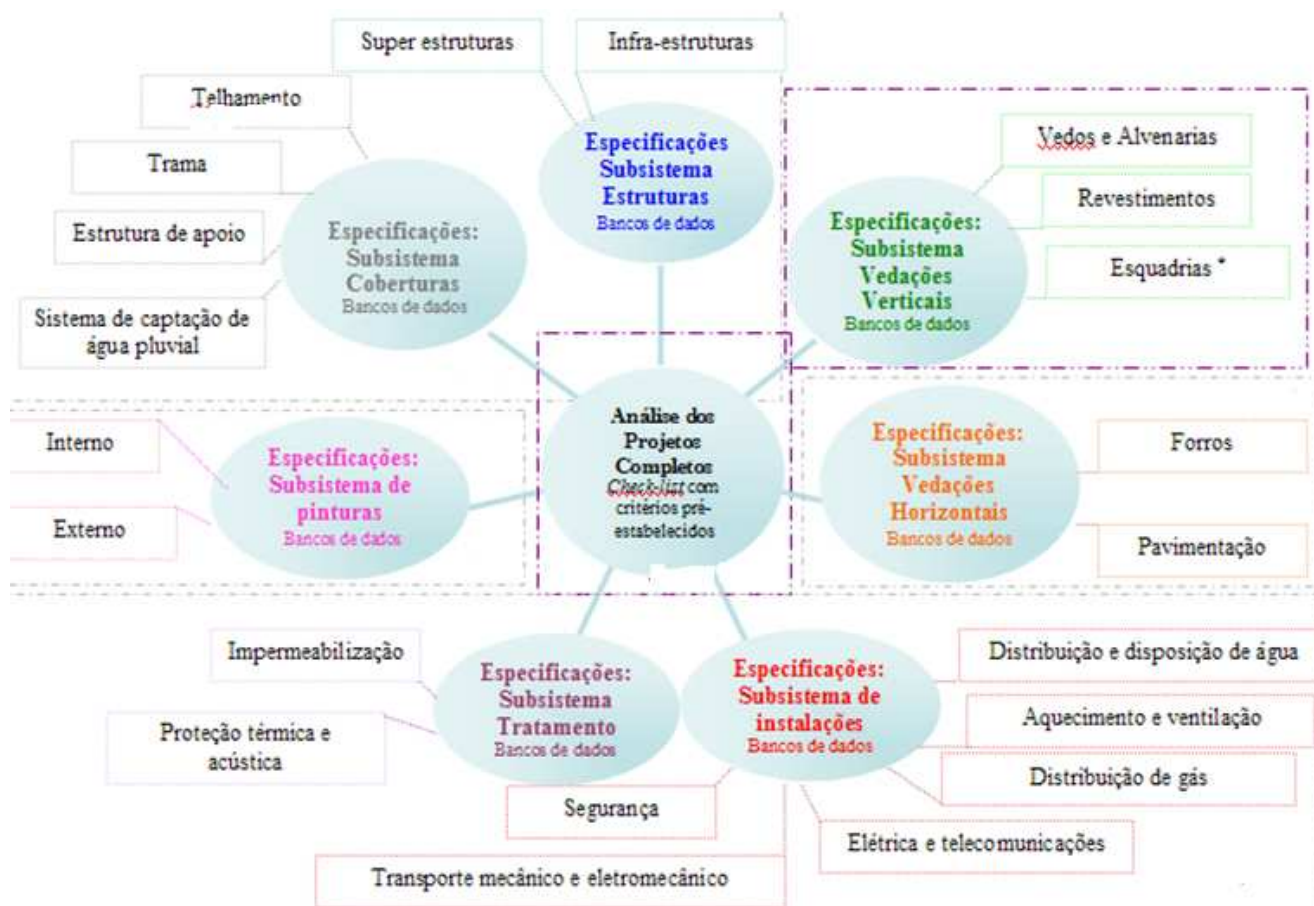 Super estruturas
Infra-estruturas
Telhamento
Trama
Estrutura de apoio
Sistema de captação de
água pluvial
Especificações:
Subsistema
Coberturas
Bancos de dados
Especificações
Subsistema
Estruturas
Bancos de dados
Especificações:
Subsistema
Vedações
Verticais
Bancos de dados
Vedos e Alvenarias
Revestimentos
Esquadrias *
Interno
Externo
Especificações:
Subsistema de
pinturas
Bancos de dados
Análise dos
Projetos
Completos
Check-list com
critérios pré-
estabelecidos
Especificações:
Subsistema
Vedações
Horizontais
Bancos de dados
Forros
Pavimentação
Impermeabilização
Proteção térmica e
acústica
Especificações:
Subsistema
Tratamento
Bancos de dados
Especificações:
Subsistema de
instalações
Bancos de dados
Distribuição e disposição de água
Aquecimento e ventilação
Distribuição de gás
Elétrica e telecomunicações
Segurança
Transporte mecânico e eletromecânico